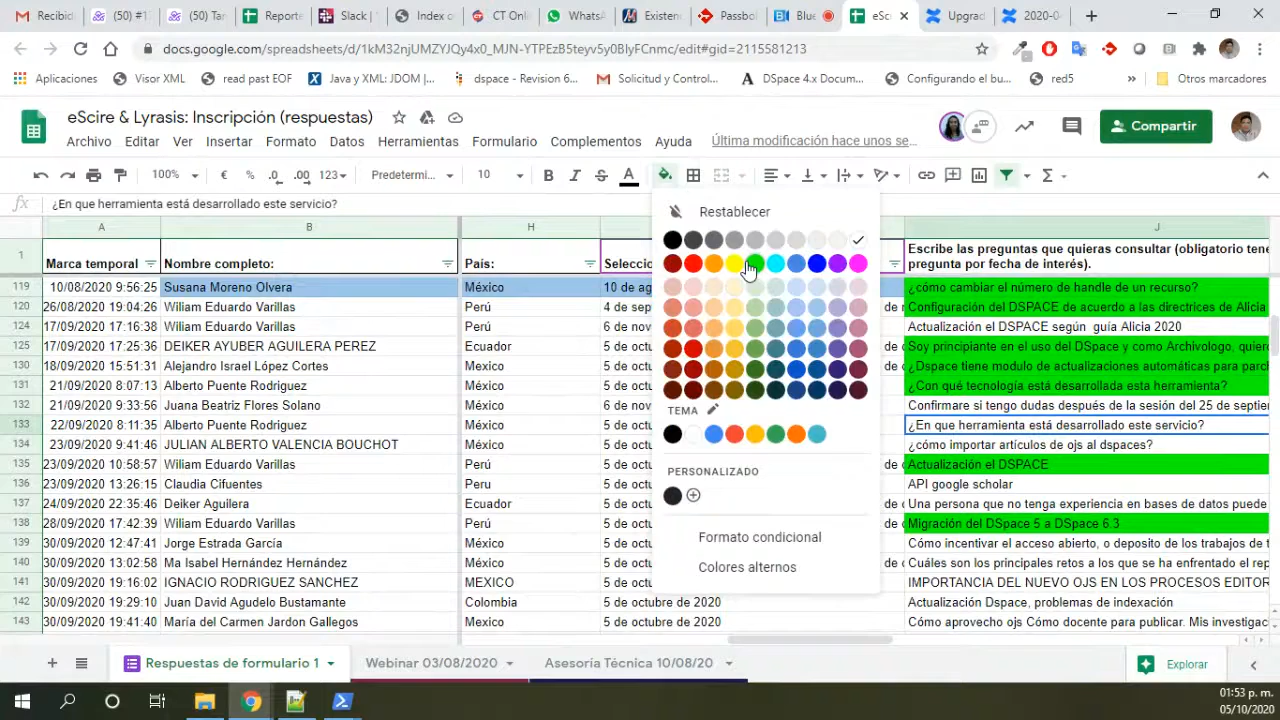 Recibid
(50) #F
(50) Tar
Reporte
Slack |
Index o
CT Onli
WhatsA
Existenc
Passbol
Blue
eSc
Upgrad
2020-0
docs.google.com/spreadsheets/d/1kM32njUMZYJQy4x0_MJN-YTPEzB5teyv5y0BIyFCnmc/edit#gid=2115581213
Aplicaciones
Visor XML
read past EOF
Java y XML: JDOM |...
dspace - Revision 6...
Solicitud y Control...
DSpace 4.x Docum...
Configurando el bu...
red5
»
Otros marcadores
eScire & Lyrasis: Inscripción (respuestas)
Compartir
Archivo Editar Ver Insertar Formato Datos Herramientas Formulario Complementos Ayuda Última modificación hace unos se...
100% € % .0 .00 123 Predetermi... 10 B I S A
fx ¿En que herramienta está desarrollado este servicio?
Restablecer
TEMA
PERSONALIZADO
Formato condicional
Colores alternos
A B H J
1 Marca temporal Nombre completo: País: Seleccio Escribe las preguntas que quieras consultar (obligatorio tene
pregunta por fecha de interés).
119 10/08/2020 9:56:25 Susana Moreno Olvera México 10 de ag ¿cómo cambiar el número de handle de un recurso?
120 26/08/2020 19:04:26 Wiliam Eduardo Varillas Perú 4 de sep de r Configuración del DSPACE de acuerdo a las directrices de Alicia
124 17/09/2020 17:16:38 Wiliam Eduardo Varillas Perú 6 de nov Actualización el DSPACE según guía Alicia 2020
125 17/09/2020 17:25:36 DEIKER AYUBER AGUILERA PEREZ Ecuador 5 de octu Soy principiante en el uso del DSpace y como Archivologo, quiero
130 18/09/2020 15:51:31 Alejandro Israel López Cortes Mexico 5 de octu ¿Dspace tiene modulo de actualizaciones automáticas para parch
131 21/09/2020 8:07:13 Alberto Puente Rodriguez México 5 de octu ¿Con qué tecnología está desarrollada esta herramienta?
132 21/09/2020 9:33:56 Juana Beatriz Flores Solano México 6 de nov Confirmare si tengo dudas después de la sesión del 25 de septien
133 22/09/2020 8:11:35 Alberto Puente Rodriguez México 5 de octu ¿En que herramienta está desarrollado este servicio?
134 23/09/2020 9:41:46 JULIAN ALBERTO VALENCIA BOUCHOT México 5 de octu ¿cómo importar artículos de ojs al dspaces?
135 23/09/2020 10:58:57 Wiliam Eduardo Varillas Perú 5 de octu de o Actualización el DSPACE
136 23/09/2020 13:26:15 Claudia Cifuentes Peru 5 de octu API google scholar
137 24/09/2020 22:35:46 Deiker Aguilera Ecuador 5 de octu de o Una persona que no tenga experiencia en bases de datos puede
138 28/09/2020 17:42:39 Wiliam Eduardo Varillas Perú 5 de octu Migración del DSpace 5 a DSpace 6.3
139 30/09/2020 12:47:41 Jorge Estrada García México 5 de octu Cómo incentivar el acceso abierto, o deposito de los trabajos de t
140 30/09/2020 13:02:58 Ma Isabel Hernández Hernández México 5 de octu de o Cuáles son los principales retos a los que se ha enfrentado el rep
141 30/09/2020 19:16:02 IGNACIO RODRIGUEZ SANCHEZ MEXICO 5 de octu IMPORTANCIA DEL NUEVO OJS EN LOS PROCESOS EDITOR
142 30/09/2020 19:29:10 Juan David Agudelo Bustamante Colombia 5 de octubre de 2020 Actualización Dspace, problemas de indexación
143 30/09/2020 19:41:40 María del Carmen Jardon Gallegos Mexico 5 de octubre de 2020 Cómo aprovecho ojs Cómo docente para publicar. Mis investigac
Respuestas de formulario 1
Webinar 03/08/2020
Asesoría Técnica 10/08/20
Explorar
01:53 p. m.
05/10/2020